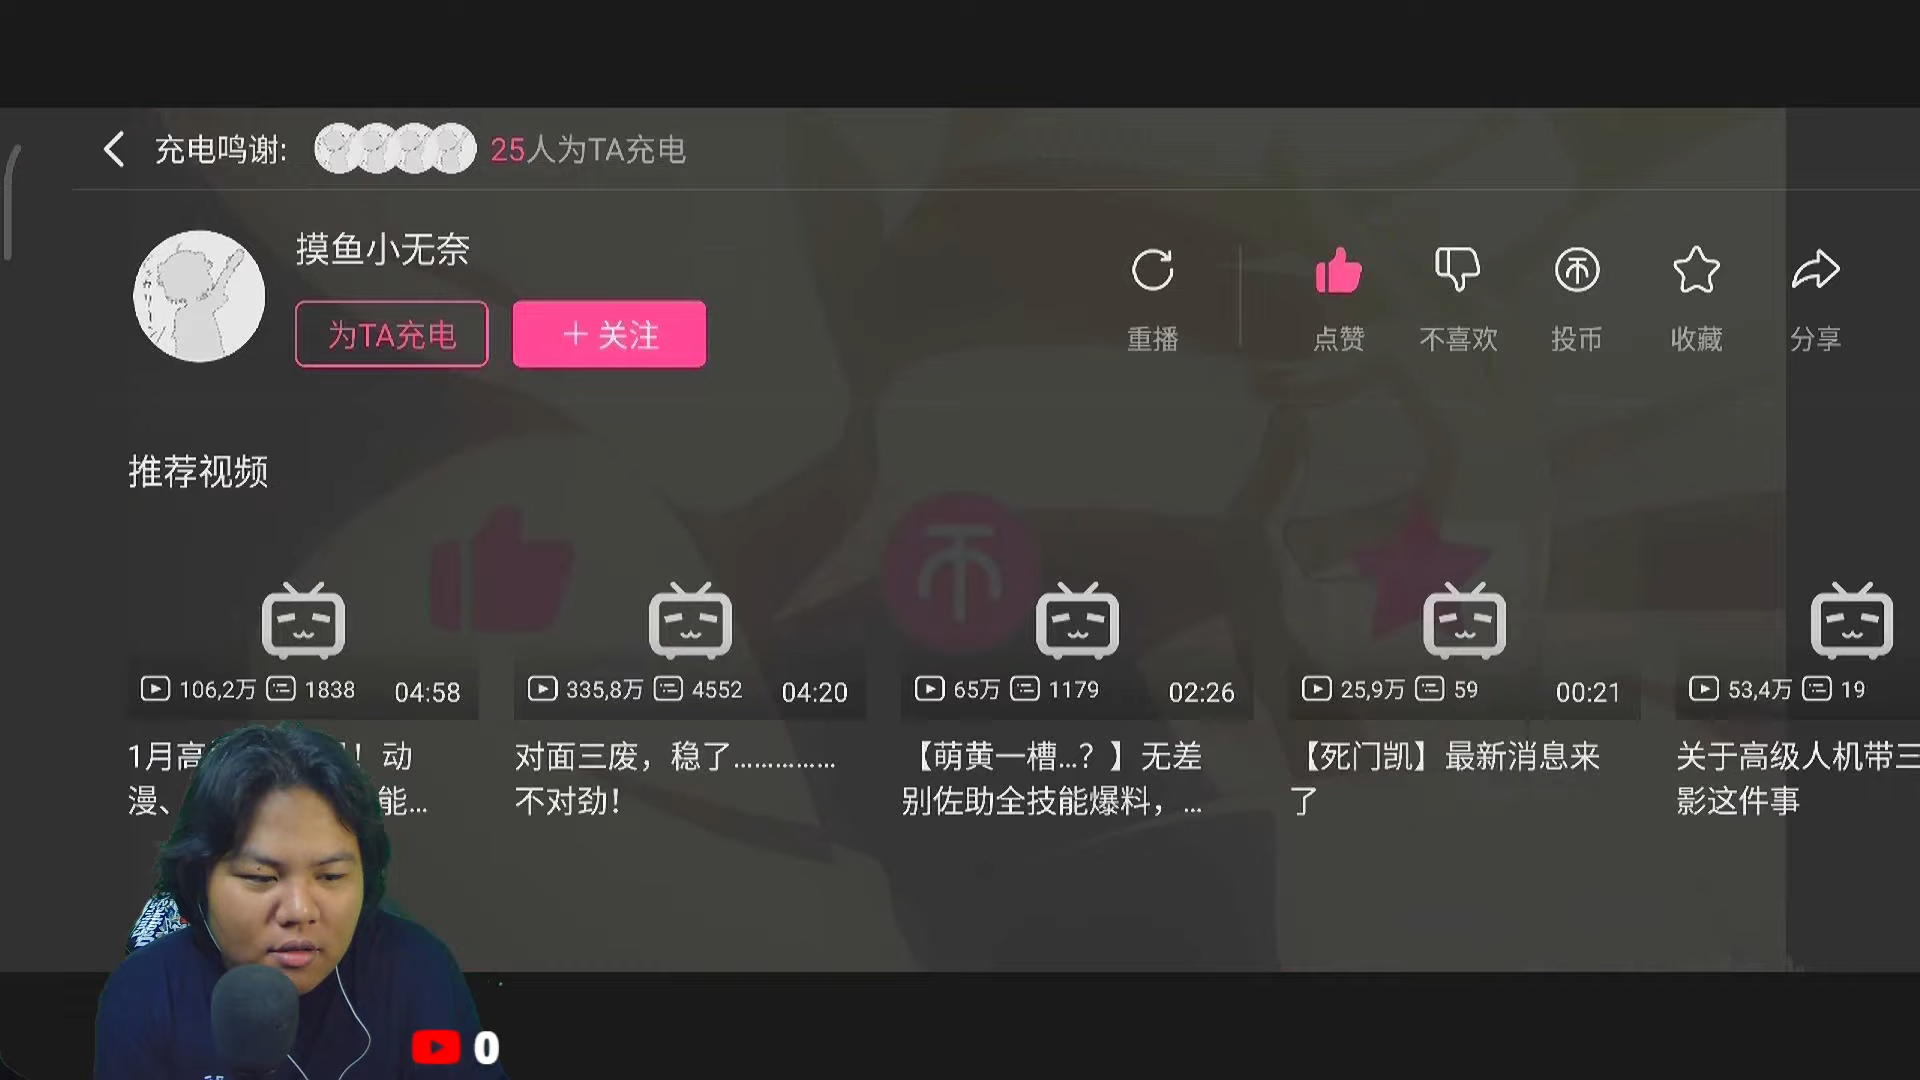 充电鸣谢:
25人为TA充电
摸鱼小无奈
为TA充电
+ 关注
重播
点赞
不喜欢
投币
收藏
分享
推荐视频
106,2万 1838 04:58
335,8万 4552 04:20
65万 1179 02:26
25,9万 59 00:21
53,4万 19
1月高 ! 动
漫、 能...
对面三废，稳了……………
不对劲！
【萌黄一槽...？】无差
别佐助全技能爆料，...
【死门凯】最新消息来
了
关于高级人机带三
影这件事
0